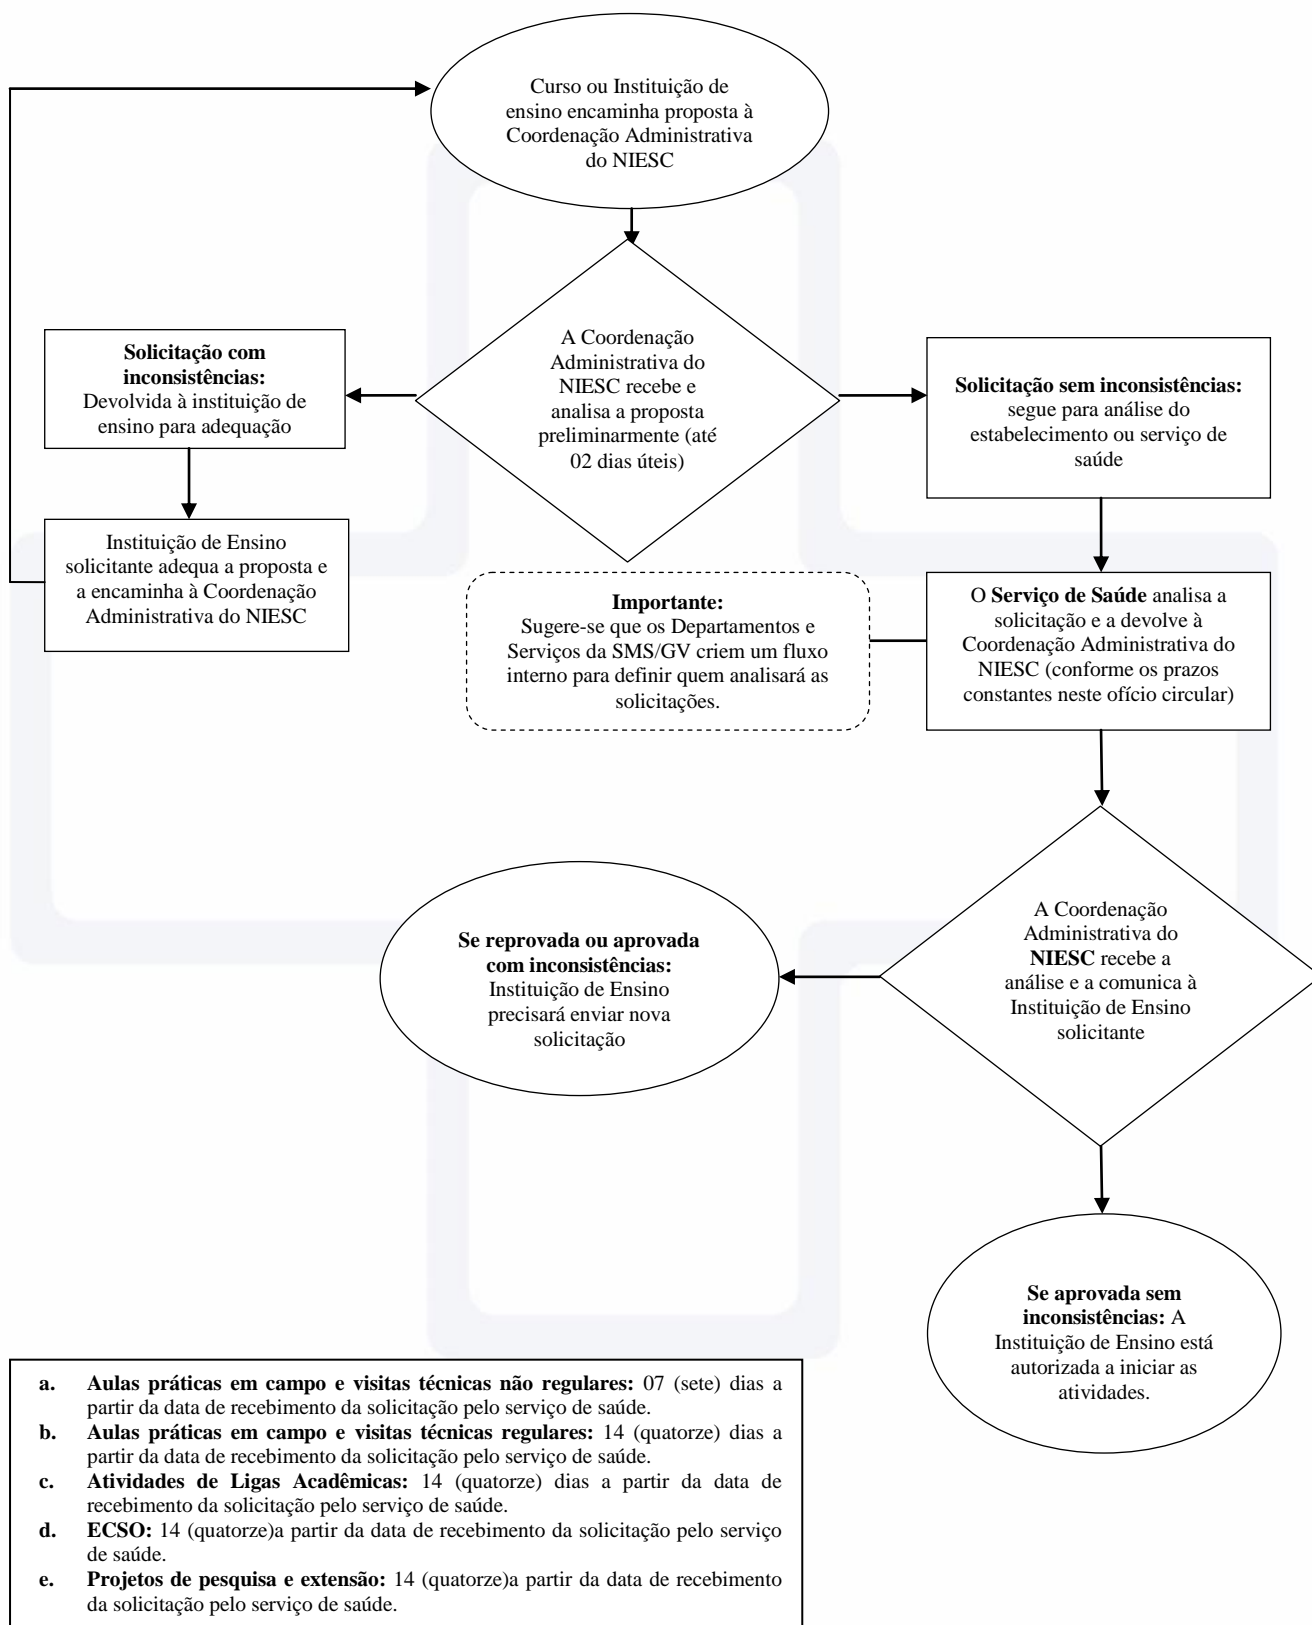 Curso ou Instituição de
ensino encaminha proposta à
Coordenação Administrativa
do NIESC
A Coordenação
Administrativa do
NIESC recebe e
analisa a proposta
preliminarmente (até
02 dias úteis)
Solicitação com
inconsistências:
Devolvida à instituição de
ensino para adequação
Solicitação sem inconsistências:
segue para análise do
estabelecimento ou serviço de
saúde
Instituição de Ensino
solicitante adequa a proposta e
a encaminha à Coordenação
Administrativa do NIESC
Importante:
Sugere-se que os Departamentos e
Serviços da SMS/GV criem um fluxo
interno para definir quem analisará as
solicitações.
O Serviço de Saúde analisa a
solicitação e a devolve à
Coordenação Administrativa do
NIESC (conforme os prazos
constantes neste ofício circular)
A Coordenação
Administrativa do
NIESC recebe a
análise e a comunica à
Instituição de Ensino
solicitante
Se reprovada ou aprovada
com inconsistências:
Instituição de Ensino
precisará enviar nova
solicitação
Se aprovada sem
inconsistências: A
Instituição de Ensino está
autorizada a iniciar as
atividades.
a. Aulas práticas em campo e visitas técnicas não regulares: 07 (sete) dias a
partir da data de recebimento da solicitação pelo serviço de saúde.
b. Aulas práticas em campo e visitas técnicas regulares: 14 (quatorze) dias a
partir da data de recebimento da solicitação pelo serviço de saúde.
c. Atividades de Ligas Acadêmicas: 14 (quatorze) dias a partir da data de
recebimento da solicitação pelo serviço de saúde.
d. ECSO: 14 (quatorze)a partir da data de recebimento da solicitação pelo serviço
de saúde.
e. Projetos de pesquisa e extensão: 14 (quatorze)a partir da data de recebimento
da solicitação pelo serviço de saúde.